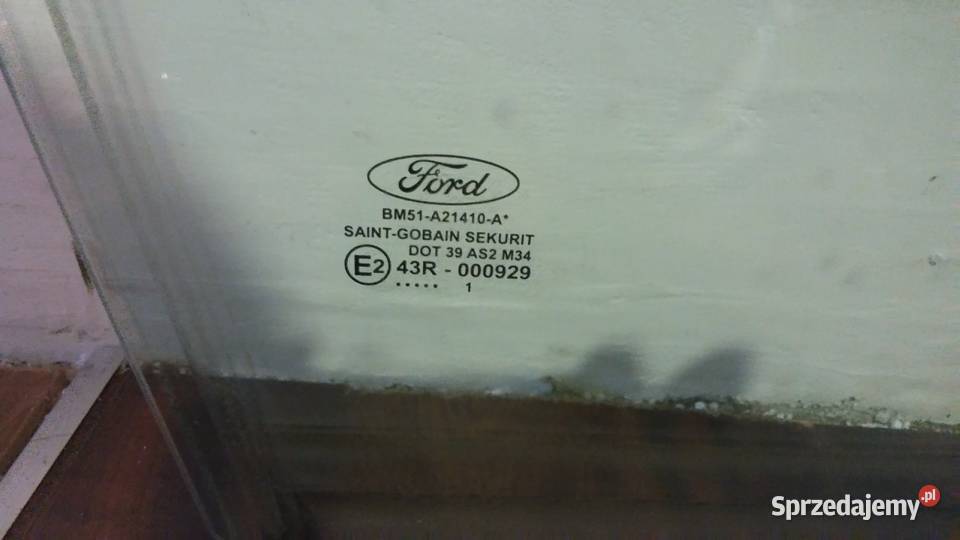 Ford
BM51-A21410-A*
SAINT-GOBAIN SEKURIT
DOT 39 AS2 M34
E2 43R - 000929
..... 1
Sprzedajemy.pl